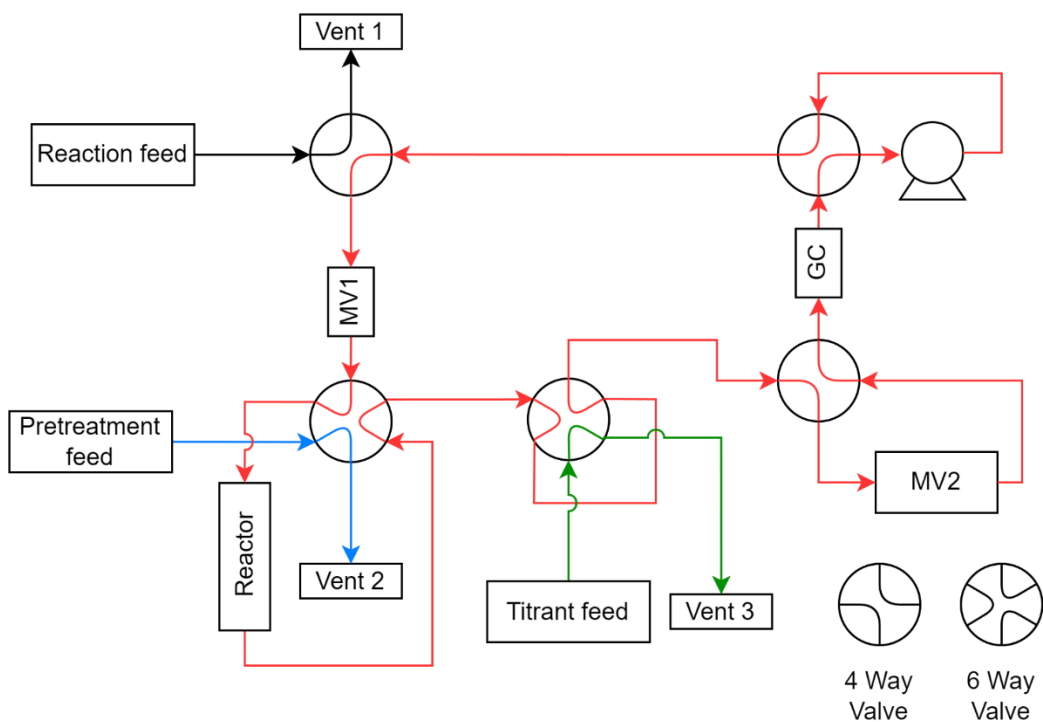 Vent 1
Reaction feed
GC
MV1
Pretreatment
feed
MV2
Reactor
Vent 2
Titrant feed
Vent 3
4 Way
Valve
6 Way
Valve